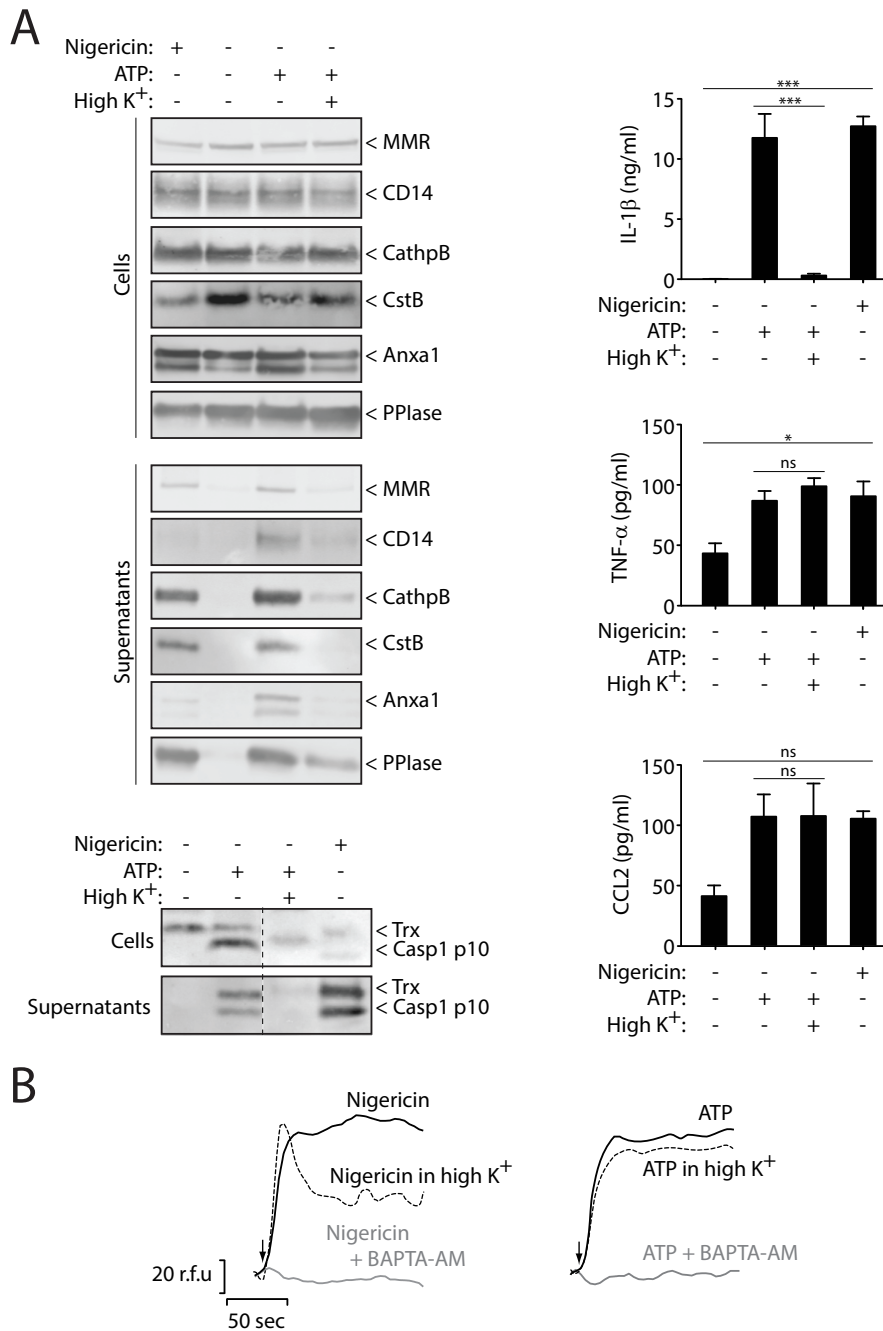 A
Nigericin: + - - -
ATP: - - + +
High K+: - - - +
Cells
< MMR
< CD14
< CathpB
< CstB
< Anxa1
< PPIase
Supernatants
< MMR
< CD14
< CathpB
< CstB
< Anxa1
< PPIase
Nigericin: - - - +
ATP: - + + -
High K+: - - + -
Cells
< Trx
< Casp1 p10
Supernatants
< Trx
< Casp1 p10
***
***
IL-1β (ng/ml)
15
10
5
0
Nigericin: - - - +
ATP: - + + -
High K+: - - + -
*
ns
TNF-α (pg/ml)
150
100
50
0
Nigericin: - - - +
ATP: - + + -
High K+: - - + -
ns
ns
CCL2 (pg/ml)
150
100
50
0
Nigericin: - - - +
ATP: - + + -
High K+: - - + -
B
Nigericin
Nigericin in high K+
Nigericin
+ BAPTA-AM
20 r.f.u
50 sec
ATP
ATP in high K+
ATP + BAPTA-AM